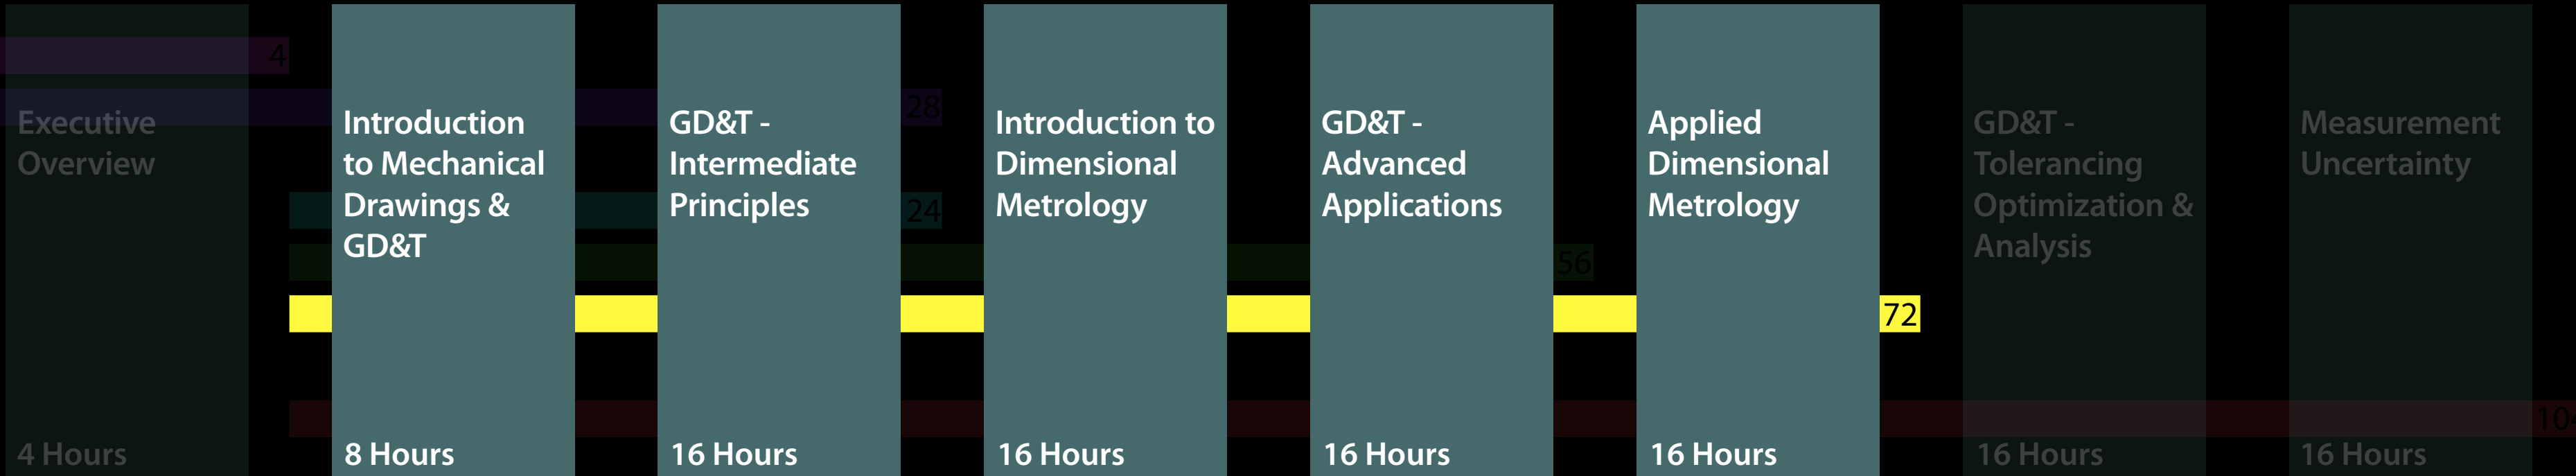 4
28
24
56
72
104
Executive
Overview
4 Hours
Introduction
to Mechanical
Drawings &
GD&T
8 Hours
GD&T -
Intermediate
Principles
16 Hours
Introduction to
Dimensional
Metrology
16 Hours
GD&T -
Advanced
Applications
16 Hours
Applied
Dimensional
Metrology
16 Hours
GD&T -
Tolerancing
Optimization &
Analysis
16 Hours
Measurement
Uncertainty
16 Hours